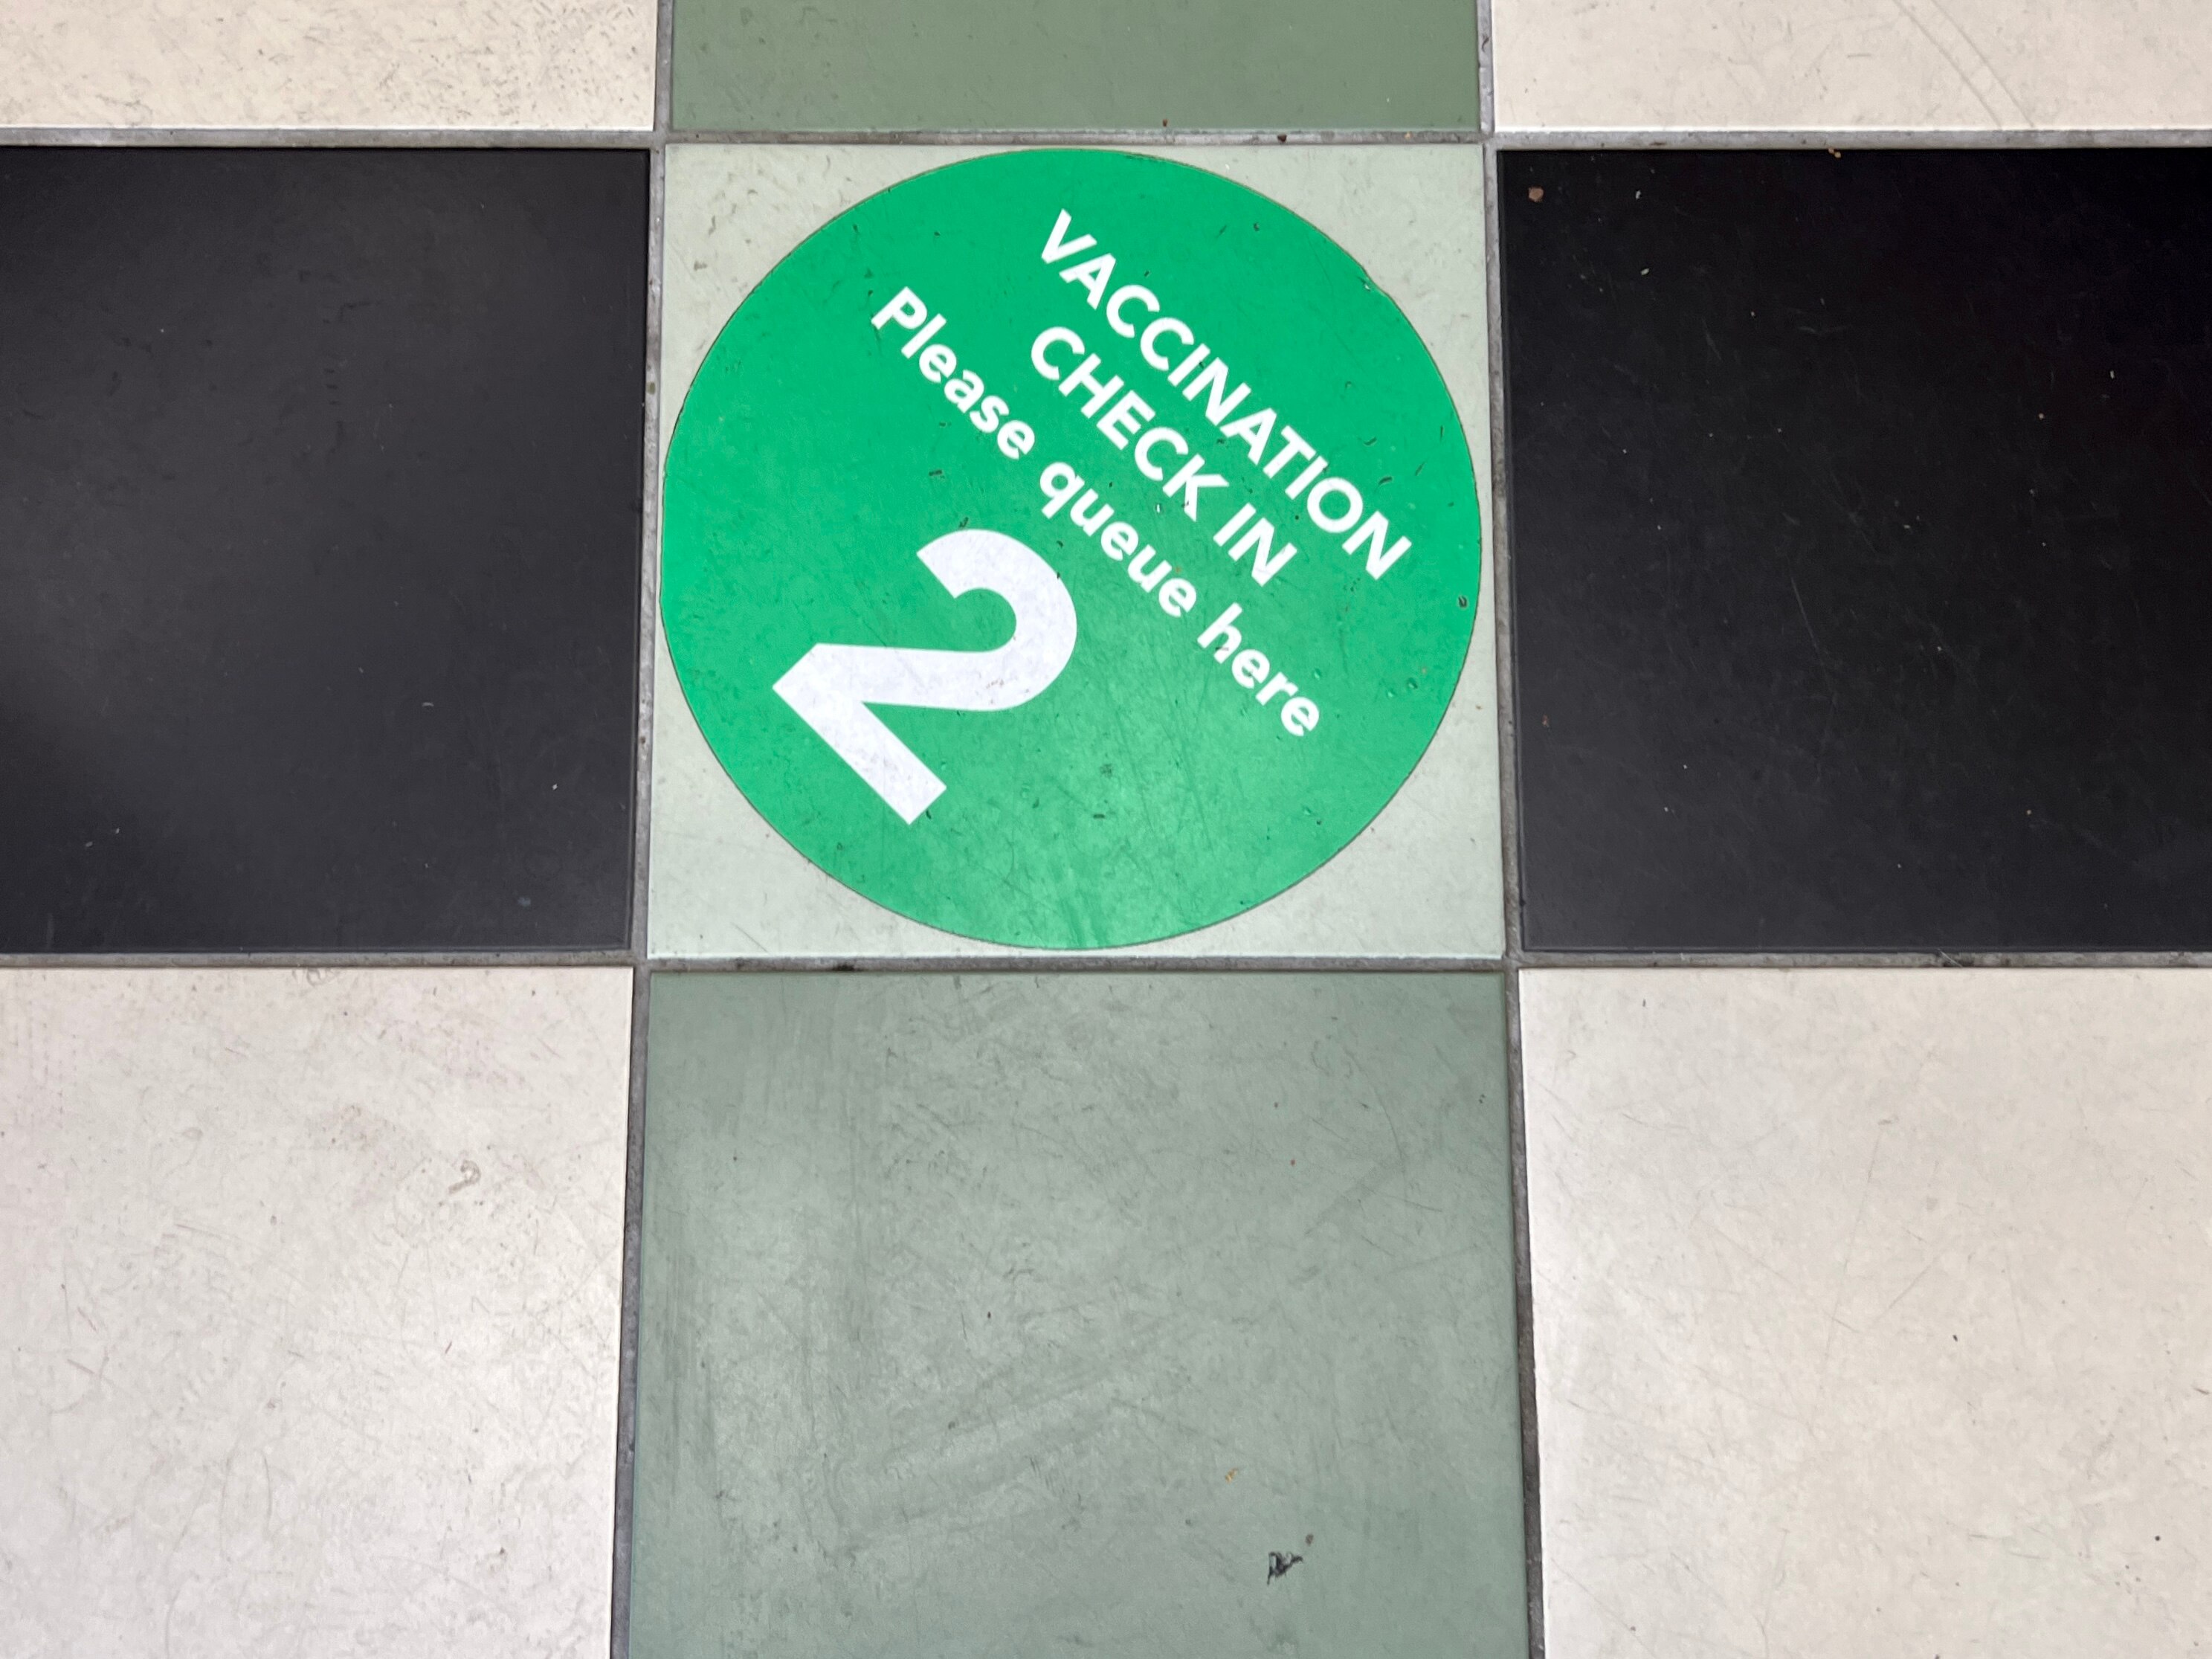 VACCINATION
CHECK IN
Please queue here
2